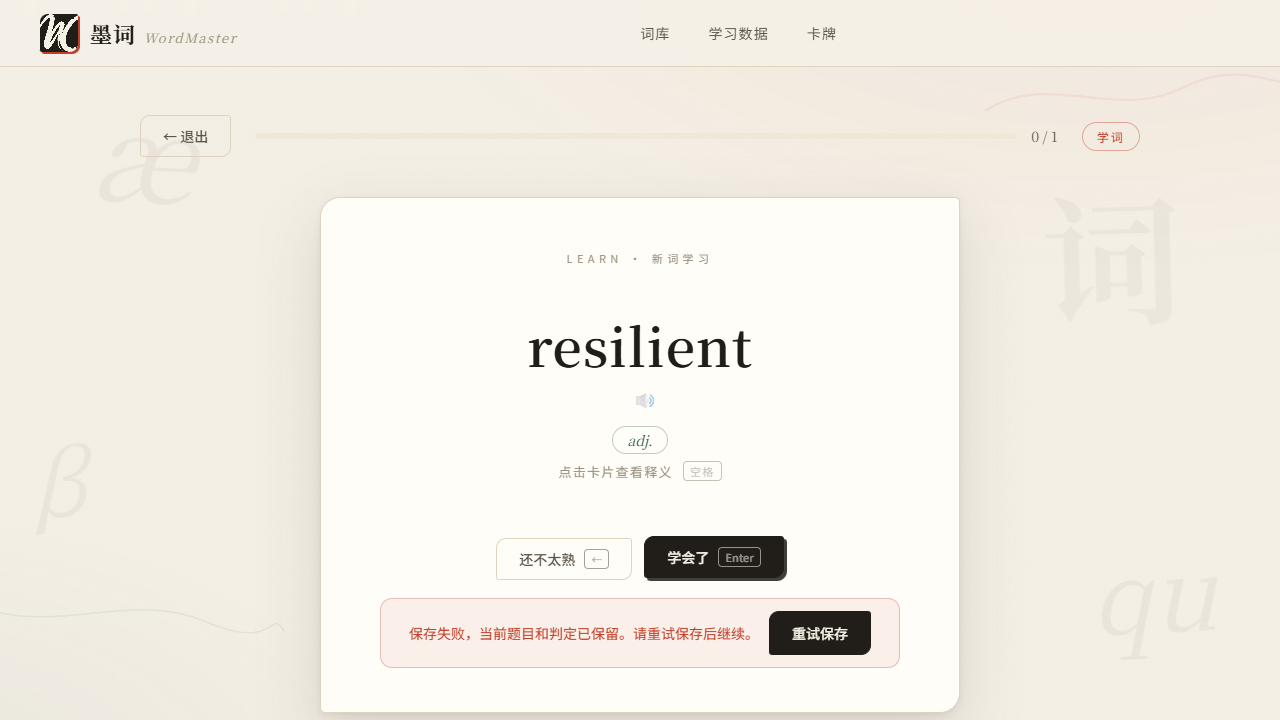 墨词 WordMaster
词库 学习数据 卡牌
← 退出
0 / 1
学词
æ
词
LEARN · 新词学习
resilient
adj.
点击卡片查看释义 空格
β
还不太熟 ←
学会了 Enter
qu
保存失败，当前题目和判定已保留。请重试保存后继续。
重试保存